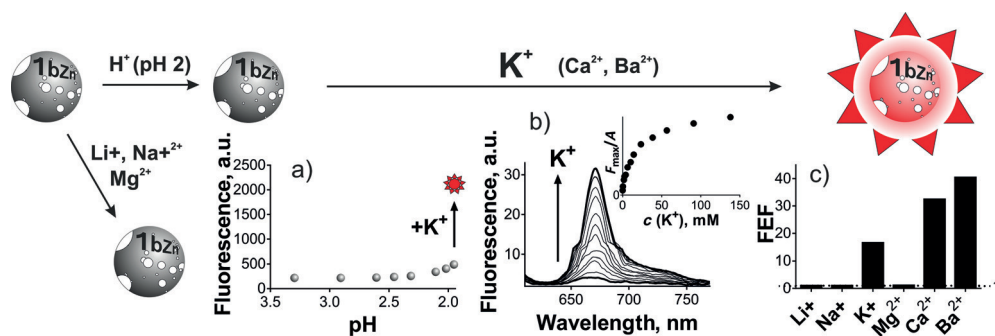 1bzn
H⁺ (pH 2)
1bzn
K⁺ (Ca²⁺, Ba²⁺)
1bzn
Li+, Na+²⁺
Mg²⁺
1bzn
a)
Fluorescence, a.u.
2500
2000
1500
1000
500
0
+K⁺
3.5 3.0 2.5 2.0
pH
b)
Fluorescence, a.u.
30
20
10
0
K⁺
Fmax/A
0 50 100 150
c (K⁺), mM
650 700 750
Wavelength, nm
c)
FEF
40
30
20
10
0
Li+ Na+ K+ Mg²⁺ Ca²⁺ Ba²⁺